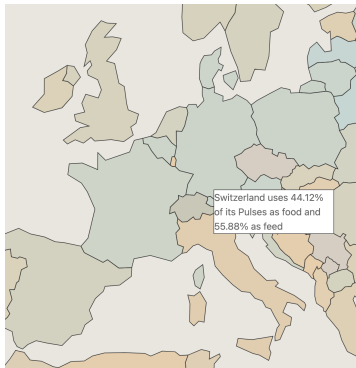 Switzerland uses 44.12%
of its Pulses as food and
55.88% as feed